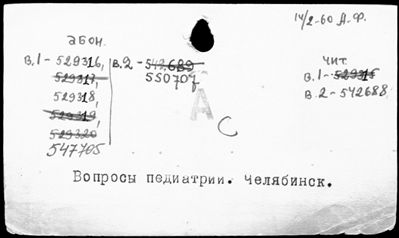 14/2-60 А.Ф.
абон.
в.1-529316,
529317,
529318,
529319,
529320
547705
в.2-542689
550707
чит
в.1-529315
в.2-542688
А
С
Вопросы педиатрии. Челябинск.